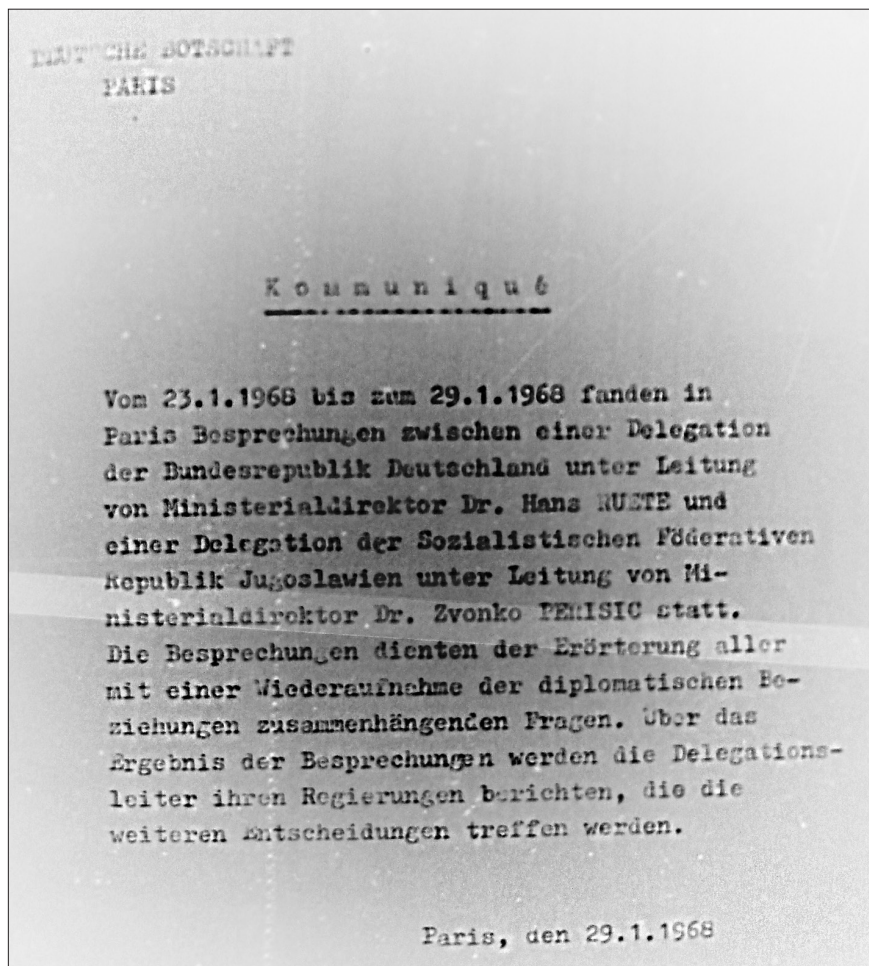 DEUTSCHE BOTSCHAFT
PARIS
Kommuniqué
Vom 23.1.1968 bis zum 29.1.1968 fanden in
Paris Besprechungen zwischen einer Delegation
der Bundesrepublik Deutschland unter Leitung
von Ministerialdirektor Dr. Hans RUETE und
einer Delegation der Sozialistischen Föderativen
Republik Jugoslawien unter Leitung von Mi-
nisterialdirektor Dr. Zvonko PERISIC statt.
Die Besprechungen dienten der Erörterung aller
mit einer Wiederaufnahme der diplomatischen Be-
ziehungen zusammenhängenden Fragen. Über das
Ergebnis der Besprechungen werden die Delegations-
leiter ihren Regierungen berichten, die die
weiteren Entscheidungen treffen werden.
Paris, den 29.1.1968